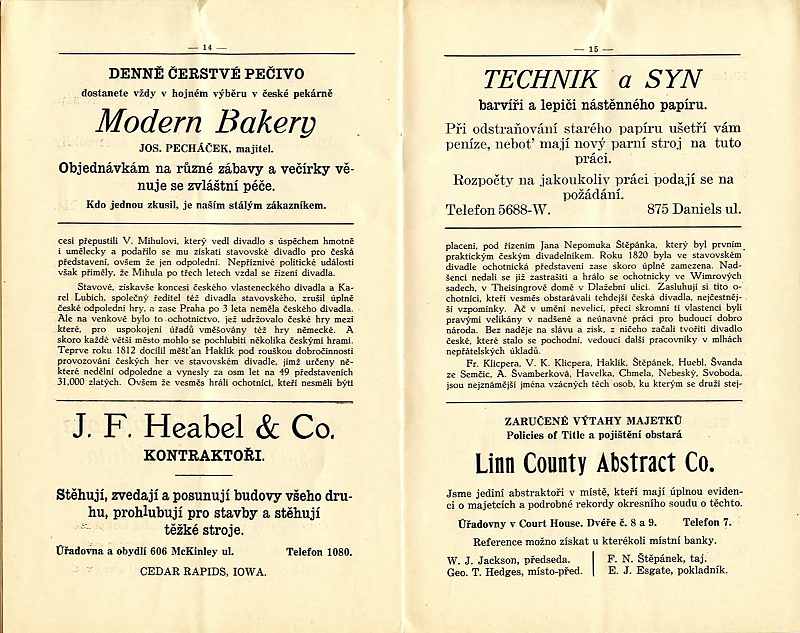 — 14 —
DENNĚ ČERSTVÉ PEČIVO
dostanete vždy v hojném výběru v české pekárně
Modern Bakery
JOS. PECHÁČEK, majitel.
Objednávkám na různé zábavy a večírky vě-
nuje se zvláštní péče.
Kdo jednou zkusil, je naším stálým zákazníkem.
cesi přepustili V. Mihulovi, který vedl divadlo s úspěchem hmotně
i umělecky a podařilo se mu získati stavovské divadlo pro česká
představení, ovšem že jen odpolední. Nepříznivé politické události
však přiměly, že Mihula po třech letech vzdal se řízení divadla.
Stavové, získavše koncesi českého vlasteneckého divadla a Ka-
rel Lubich, společný ředitel též divadla stavovského, zrušil úplně
české odpolední hry, a zase Praha po 3 leta neměla českého divadla.
Ale na venkově bylo to ochotnictvo, jež udržovalo české hry mezi
které, pro uspokojení úřadů vměšovány též hry německé. A
skoro každé větší město mohlo se pochlubiti několika českými hrami.
Teprve roku 1812 docílil měšťan Haklík pod rouškou dobročinnosti
provozování českých her ve stavovském divadle, jimž určeny ně-
které nedělní odpoledne a vynesly za osm let na 49 představeních
31,000 zlatých. Ovšem že vesměs hráli ochotníci, kteří nesměli býti
J. F. Heabel & Co.
KONTRAKTOŘI.
Stěhují, zvedají a posunují budovy všeho dru-
hu, prohlubují pro stavby a stěhují
těžké stroje.
Úřadovna a obydlí 606 McKinley ul. Telefon 1080.
CEDAR RAPIDS, IOWA.
— 15 —
TECHNIK a SYN
barvíři a lepiči nástěnného papíru.
Při odstraňování starého papíru ušetří vám
peníze, neboť mají nový parní stroj na tuto
práci.
Rozpočty na jakoukoliv práci podají se na
požádání.
Telefon 5688-W. 875 Daniels ul.
placeni, pod řízením Jana Nepomuka Štěpánka, který byl prvním
praktickým českým divadelníkem. Roku 1820 byla ve stavovském
divadle ochotnická představení zase skoro úplně zamezena. Nad-
šenci nedali se již zastrašiti a hrálo se ochotnicky ve Wimrových
sadech, v Theisingrově domě v Dlažební ulici. Zasluhují si tito o-
chotníci, kteří vesměs obstarávali tehdejší česká divadla, nejčestněj-
ší vzpomínky. Ač v umění nevelicí, přeci skromní ti vlastenci byli
pravými velikány v nadšené a neúnavné práci pro budoucí dobro
národa. Bez naděje na slávu a zisk, z ničeho začali tvořiti divadlo
české, které stalo se pochodní, vedoucí další pracovníky v mlhách
nepřátelských úkladů.
Fr. Klicpera, V. K. Klicpera, Haklík, Štěpánek, Huebl, Švanda
ze Semčic, A. Švamberková, Havelka, Chmela, Nebeský, Svoboda,
jsou nejznámější jména vzácných těch osob, ku kterým se druží stej-
ZARUČENÉ VÝTAHY MAJETKŮ
Policies of Title a pojištění obstará
Linn County Abstract Co.
Jsme jediní abstraktoři v místě, kteří mají úplnou eviden-
ci o majetcích a podrobné rekordy okresního soudu o těchto.
Úřadovny v Court House. Dvéře č. 8 a 9. Telefon 7.
Reference možno získat u kterékoli místní banky.
W. J. Jackson, předseda. F. N. Štěpánek, taj.
Geo. T. Hedges, místo-před. E. J. Esgate, pokladník.